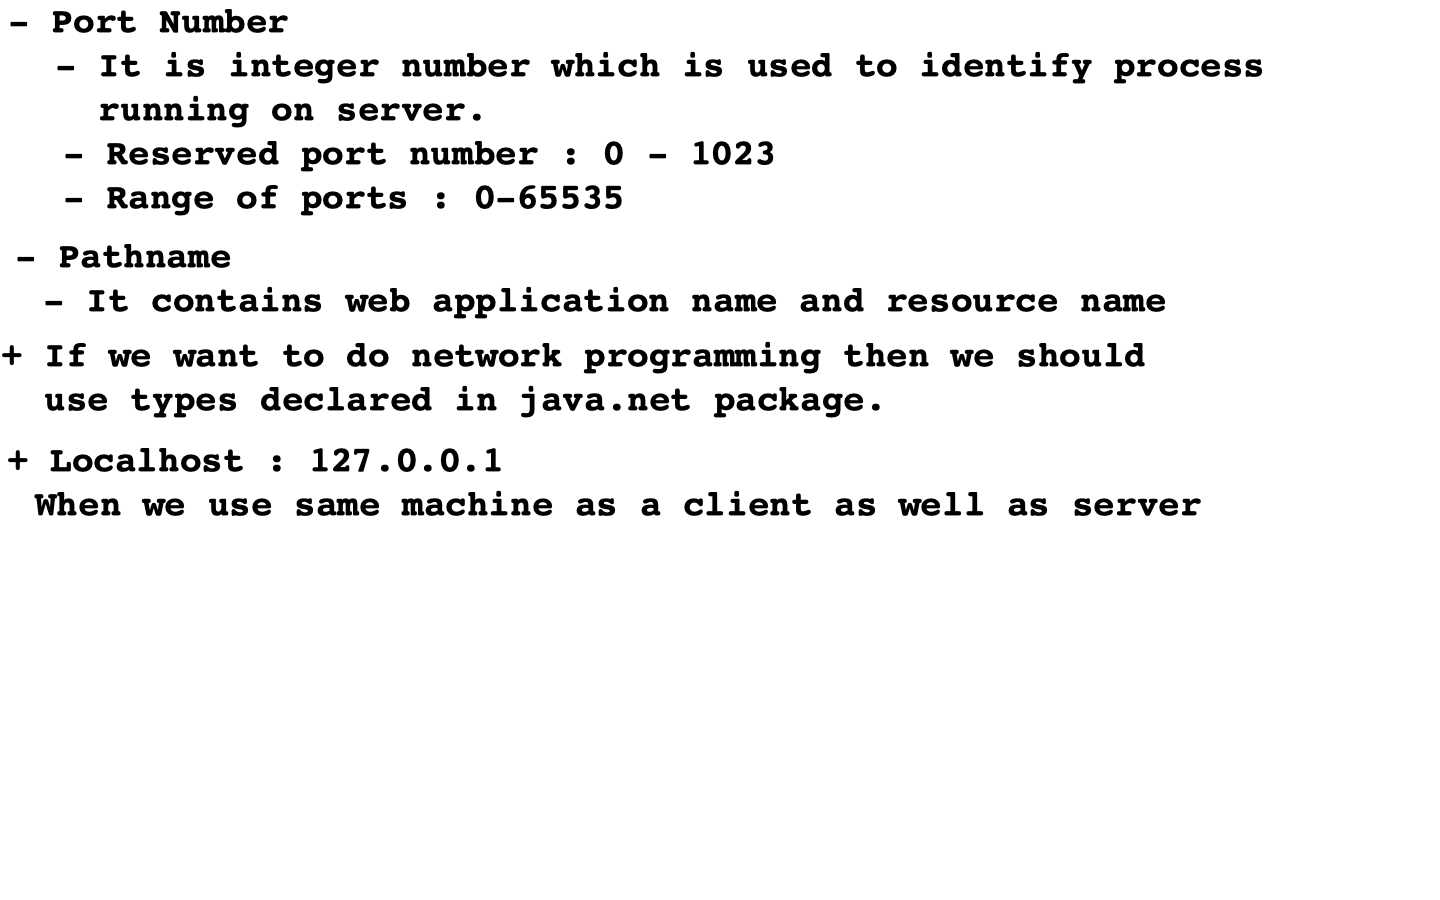 - Port Number
- It is integer number which is used to identify process
running on server.
- Reserved port number : 0 - 1023
- Range of ports : 0-65535
- Pathname
- It contains web application name and resource name
+ If we want to do network programming then we should
use types declared in java.net package.
+ Localhost : 127.0.0.1
When we use same machine as a client as well as server